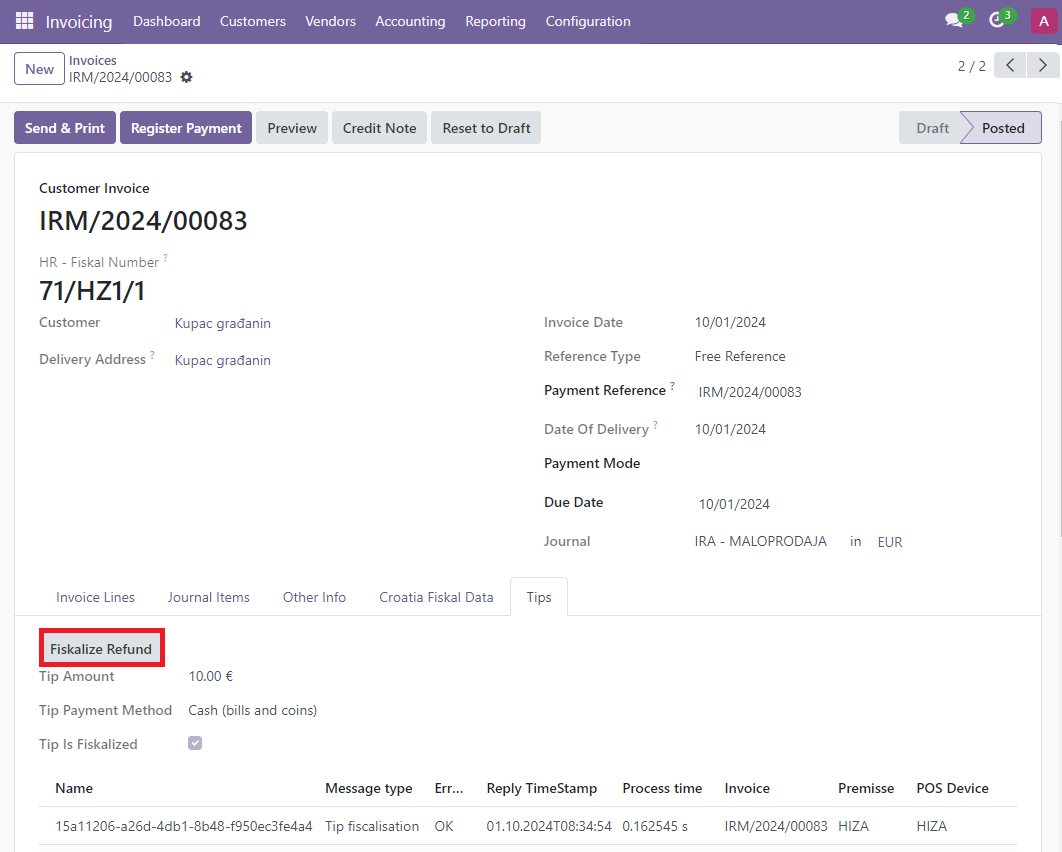 Invoicing Dashboard Customers Vendors Accounting Reporting Configuration 2 3 A
New Invoices
IRM/2024/00083 2 / 2
Send & Print Register Payment Preview Credit Note Reset to Draft Draft Posted
Customer Invoice
IRM/2024/00083
HR - Fiskal Number ?
71/HZ1/1
Customer Kupac građanin Invoice Date 10/01/2024
Delivery Address ? Kupac građanin Reference Type Free Reference
Payment Reference ? IRM/2024/00083
Date Of Delivery ? 10/01/2024
Payment Mode
Due Date 10/01/2024
Journal IRA - MALOPRODAJA in EUR
Invoice Lines Journal Items Other Info Croatia Fiskal Data Tips
Fiskalize Refund
Tip Amount 10.00 €
Tip Payment Method Cash (bills and coins)
Tip Is Fiskalized
Name Message type Err... Reply TimeStamp Process time Invoice Premisse POS Device
15a11206-a26d-4db1-8b48-f950ec3fe4a4 Tip fiscalisation OK 01.10.2024T08:34:54 0.162545 s IRM/2024/00083 HIZA HIZA